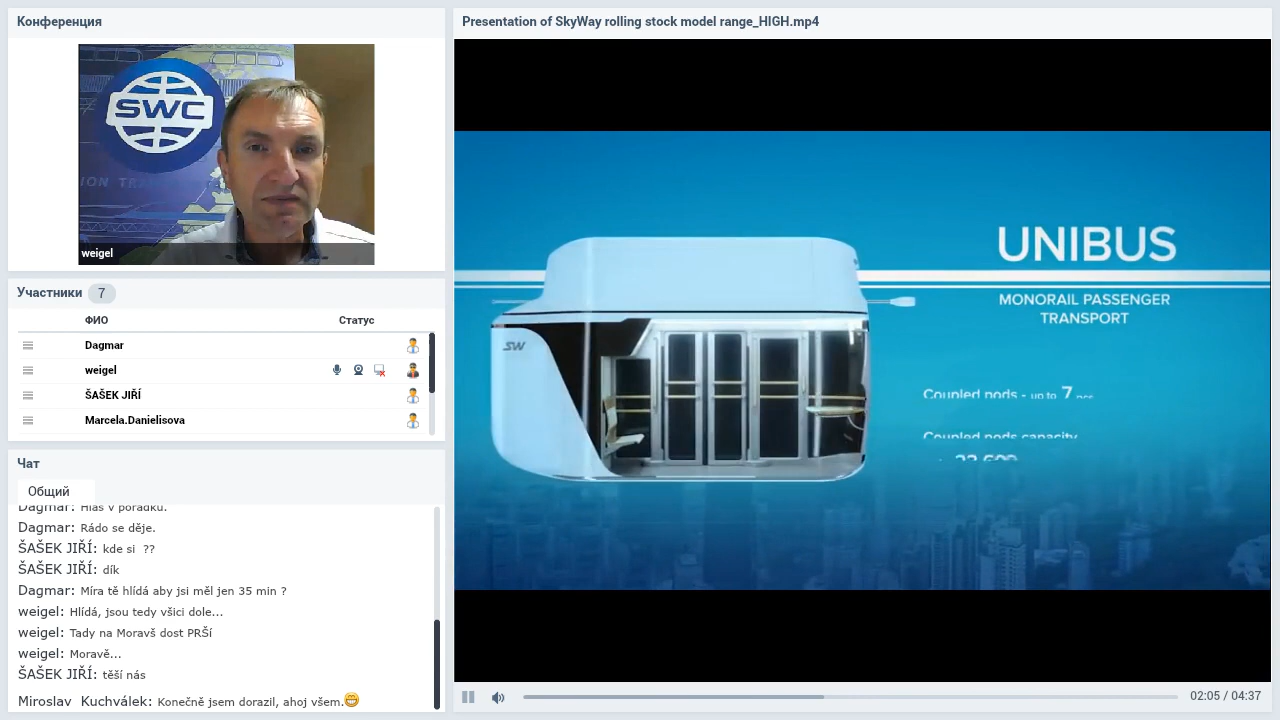 Конференция
SWC
weigel
Участники 7
ФИО Статус
Dagmar
weigel
ŠAŠEK JIŘÍ
Marcela.Danielisova
Чат
Общий
Dagmar: Hlas v pořádku.
Dagmar: Rádo se děje.
ŠAŠEK JIŘÍ: kde si ??
ŠAŠEK JIŘÍ: dík
Dagmar: Míra tě hlídá aby jsi měl jen 35 min ?
weigel: Hlídá, jsou tedy všici dole...
weigel: Tady na Moravš dost PRŠí
weigel: Moravě...
ŠAŠEK JIŘÍ: těší nás
Miroslav Kuchválek: Konečně jsem dorazil, ahoj všem.
Presentation of SkyWay rolling stock model range_HIGH.mp4
SW
UNIBUS
MONORAIL PASSENGER
TRANSPORT
Coupled pods - up to 7
Coupled pods capacity
02:05 / 04:37